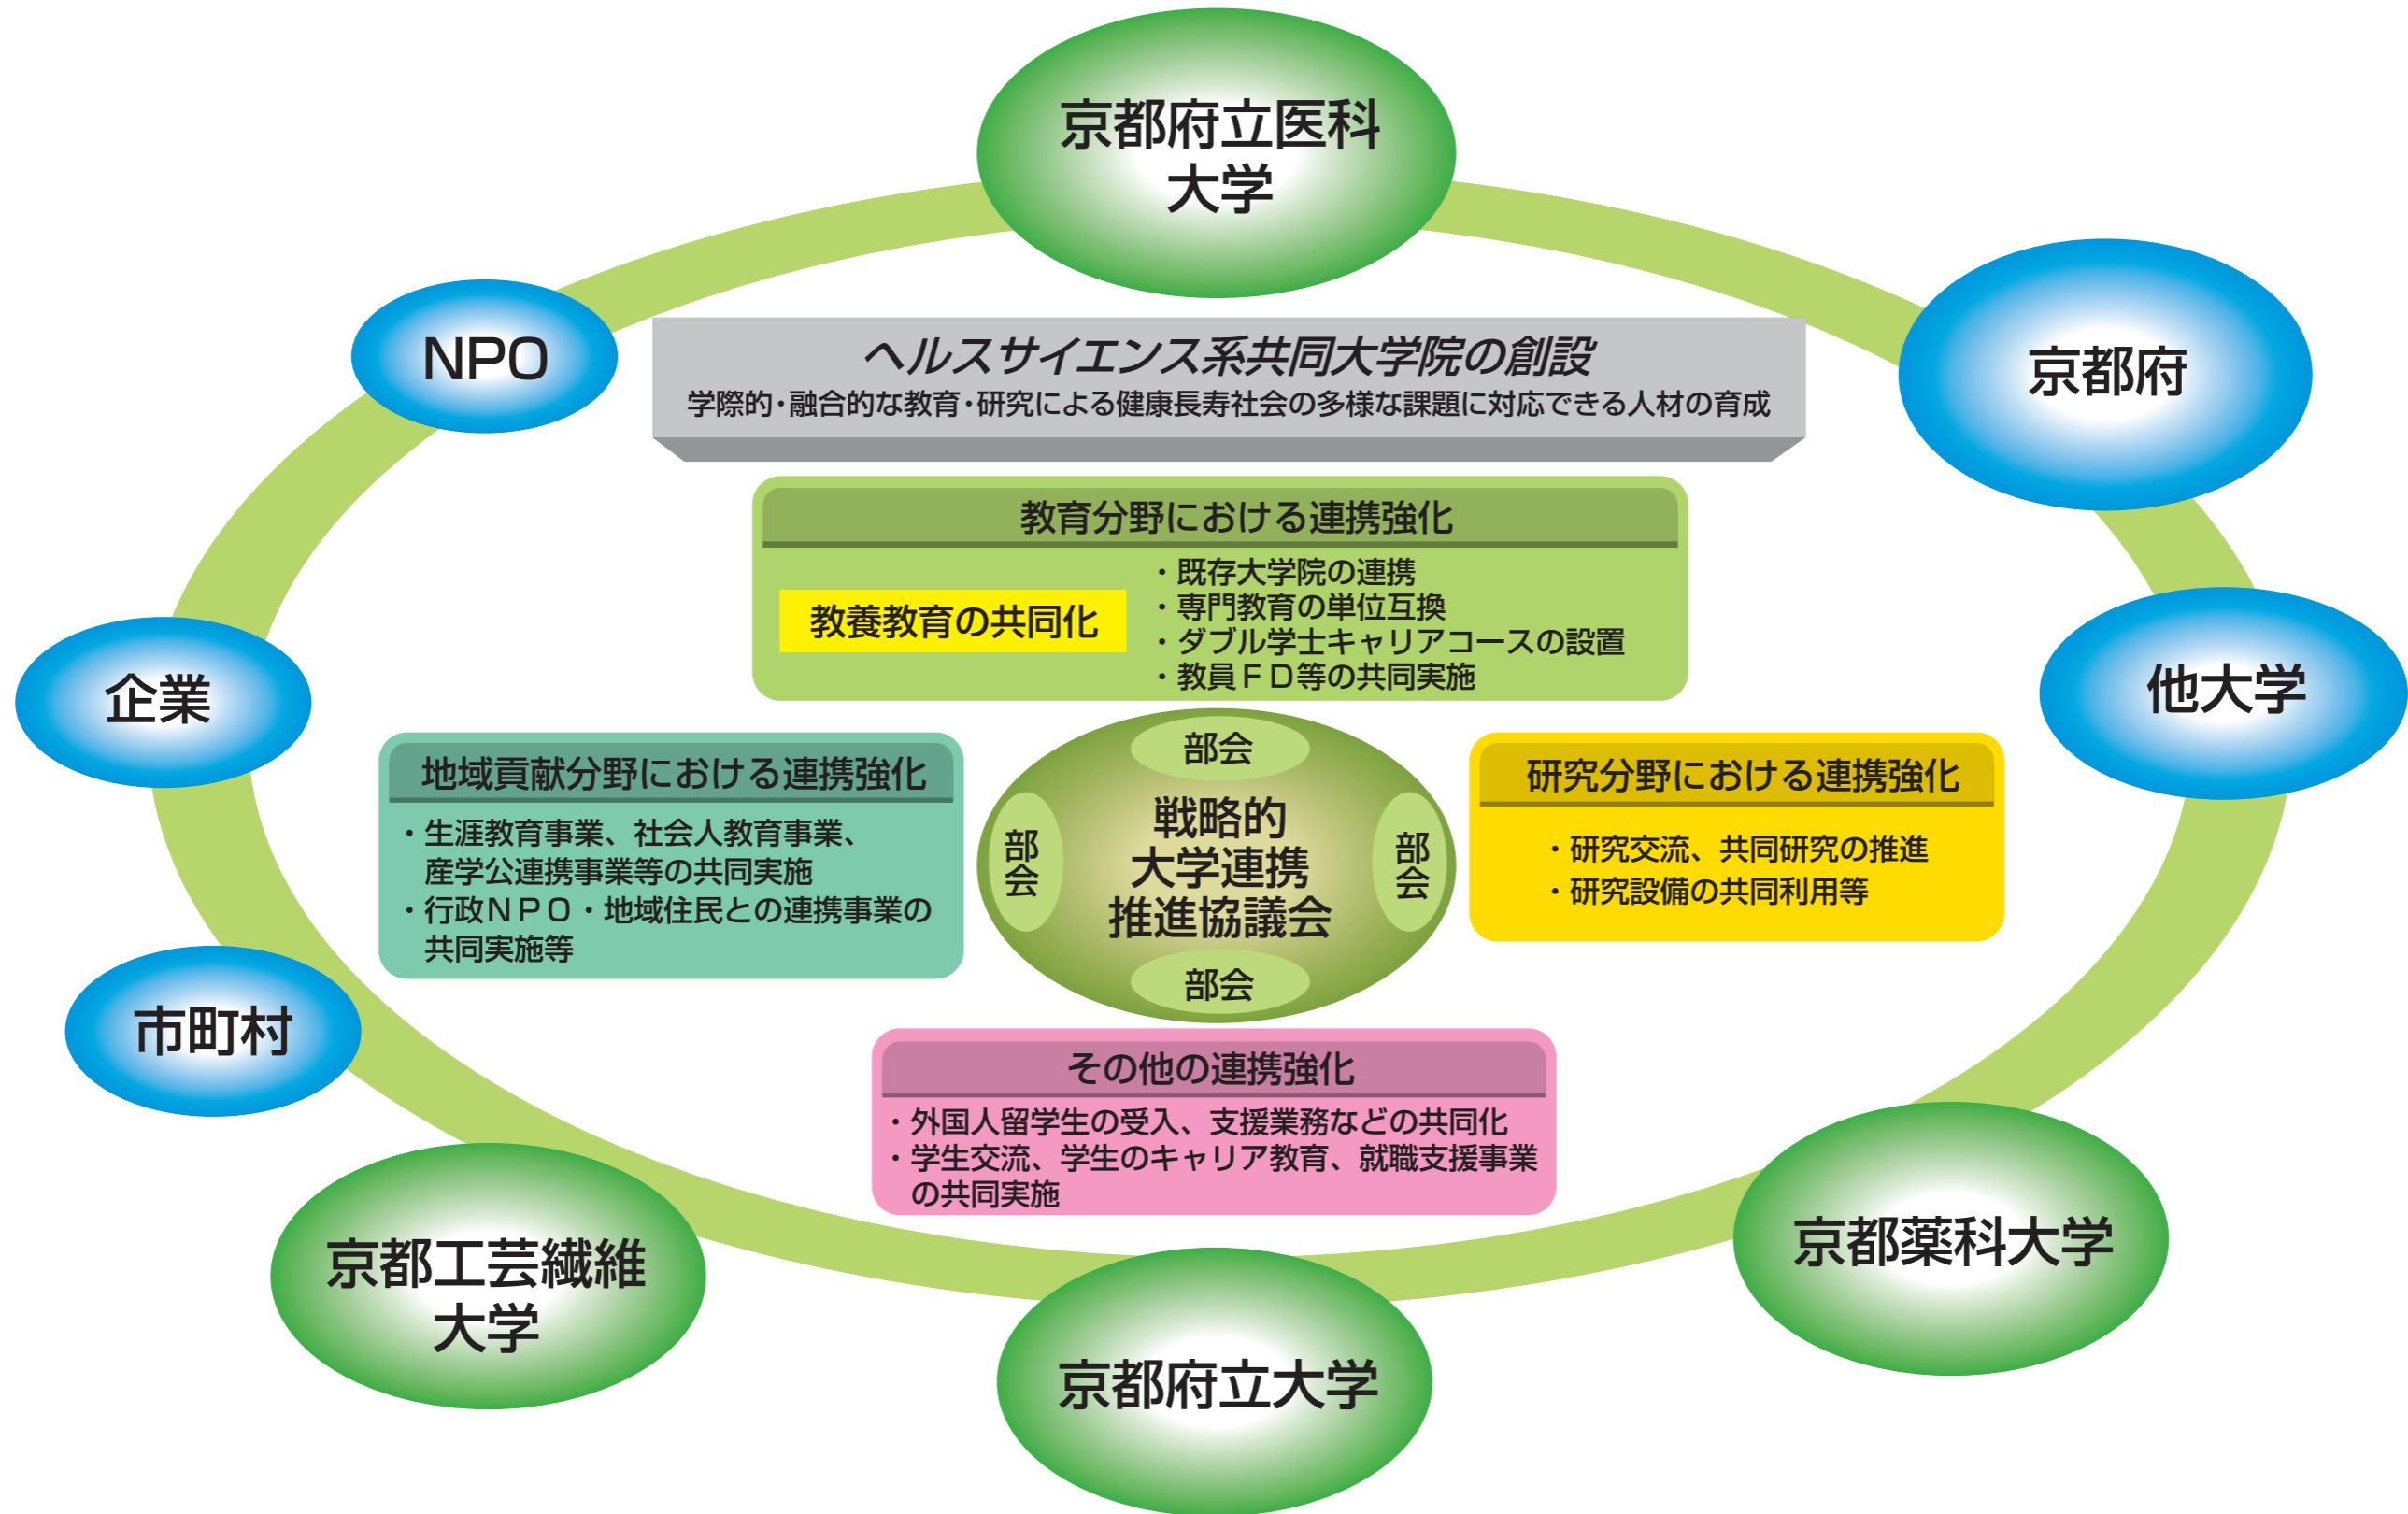 京都府立医科
大学
NPO
京都府
ヘルスサイエンス系共同大学院の創設
学際的・融合的な教育・研究による健康長寿社会の多様な課題に対応できる人材の育成
教育分野における連携強化
教養教育の共同化
・既存大学院の連携
・専門教育の単位互換
・ダブル学士キャリアコースの設置
・教員ＦＤ等の共同実施
企業
他大学
地域貢献分野における連携強化
・生涯教育事業、社会人教育事業、
産学公連携事業等の共同実施
・行政ＮＰＯ・地域住民との連携事業の
共同実施等
部会
部会
戦略的
大学連携
推進協議会
部会
部会
研究分野における連携強化
・研究交流、共同研究の推進
・研究設備の共同利用等
市町村
その他の連携強化
・外国人留学生の受入、支援業務などの共同化
・学生交流、学生のキャリア教育、就職支援事業
の共同実施
京都工芸繊維
大学
京都府立大学
京都薬科大学